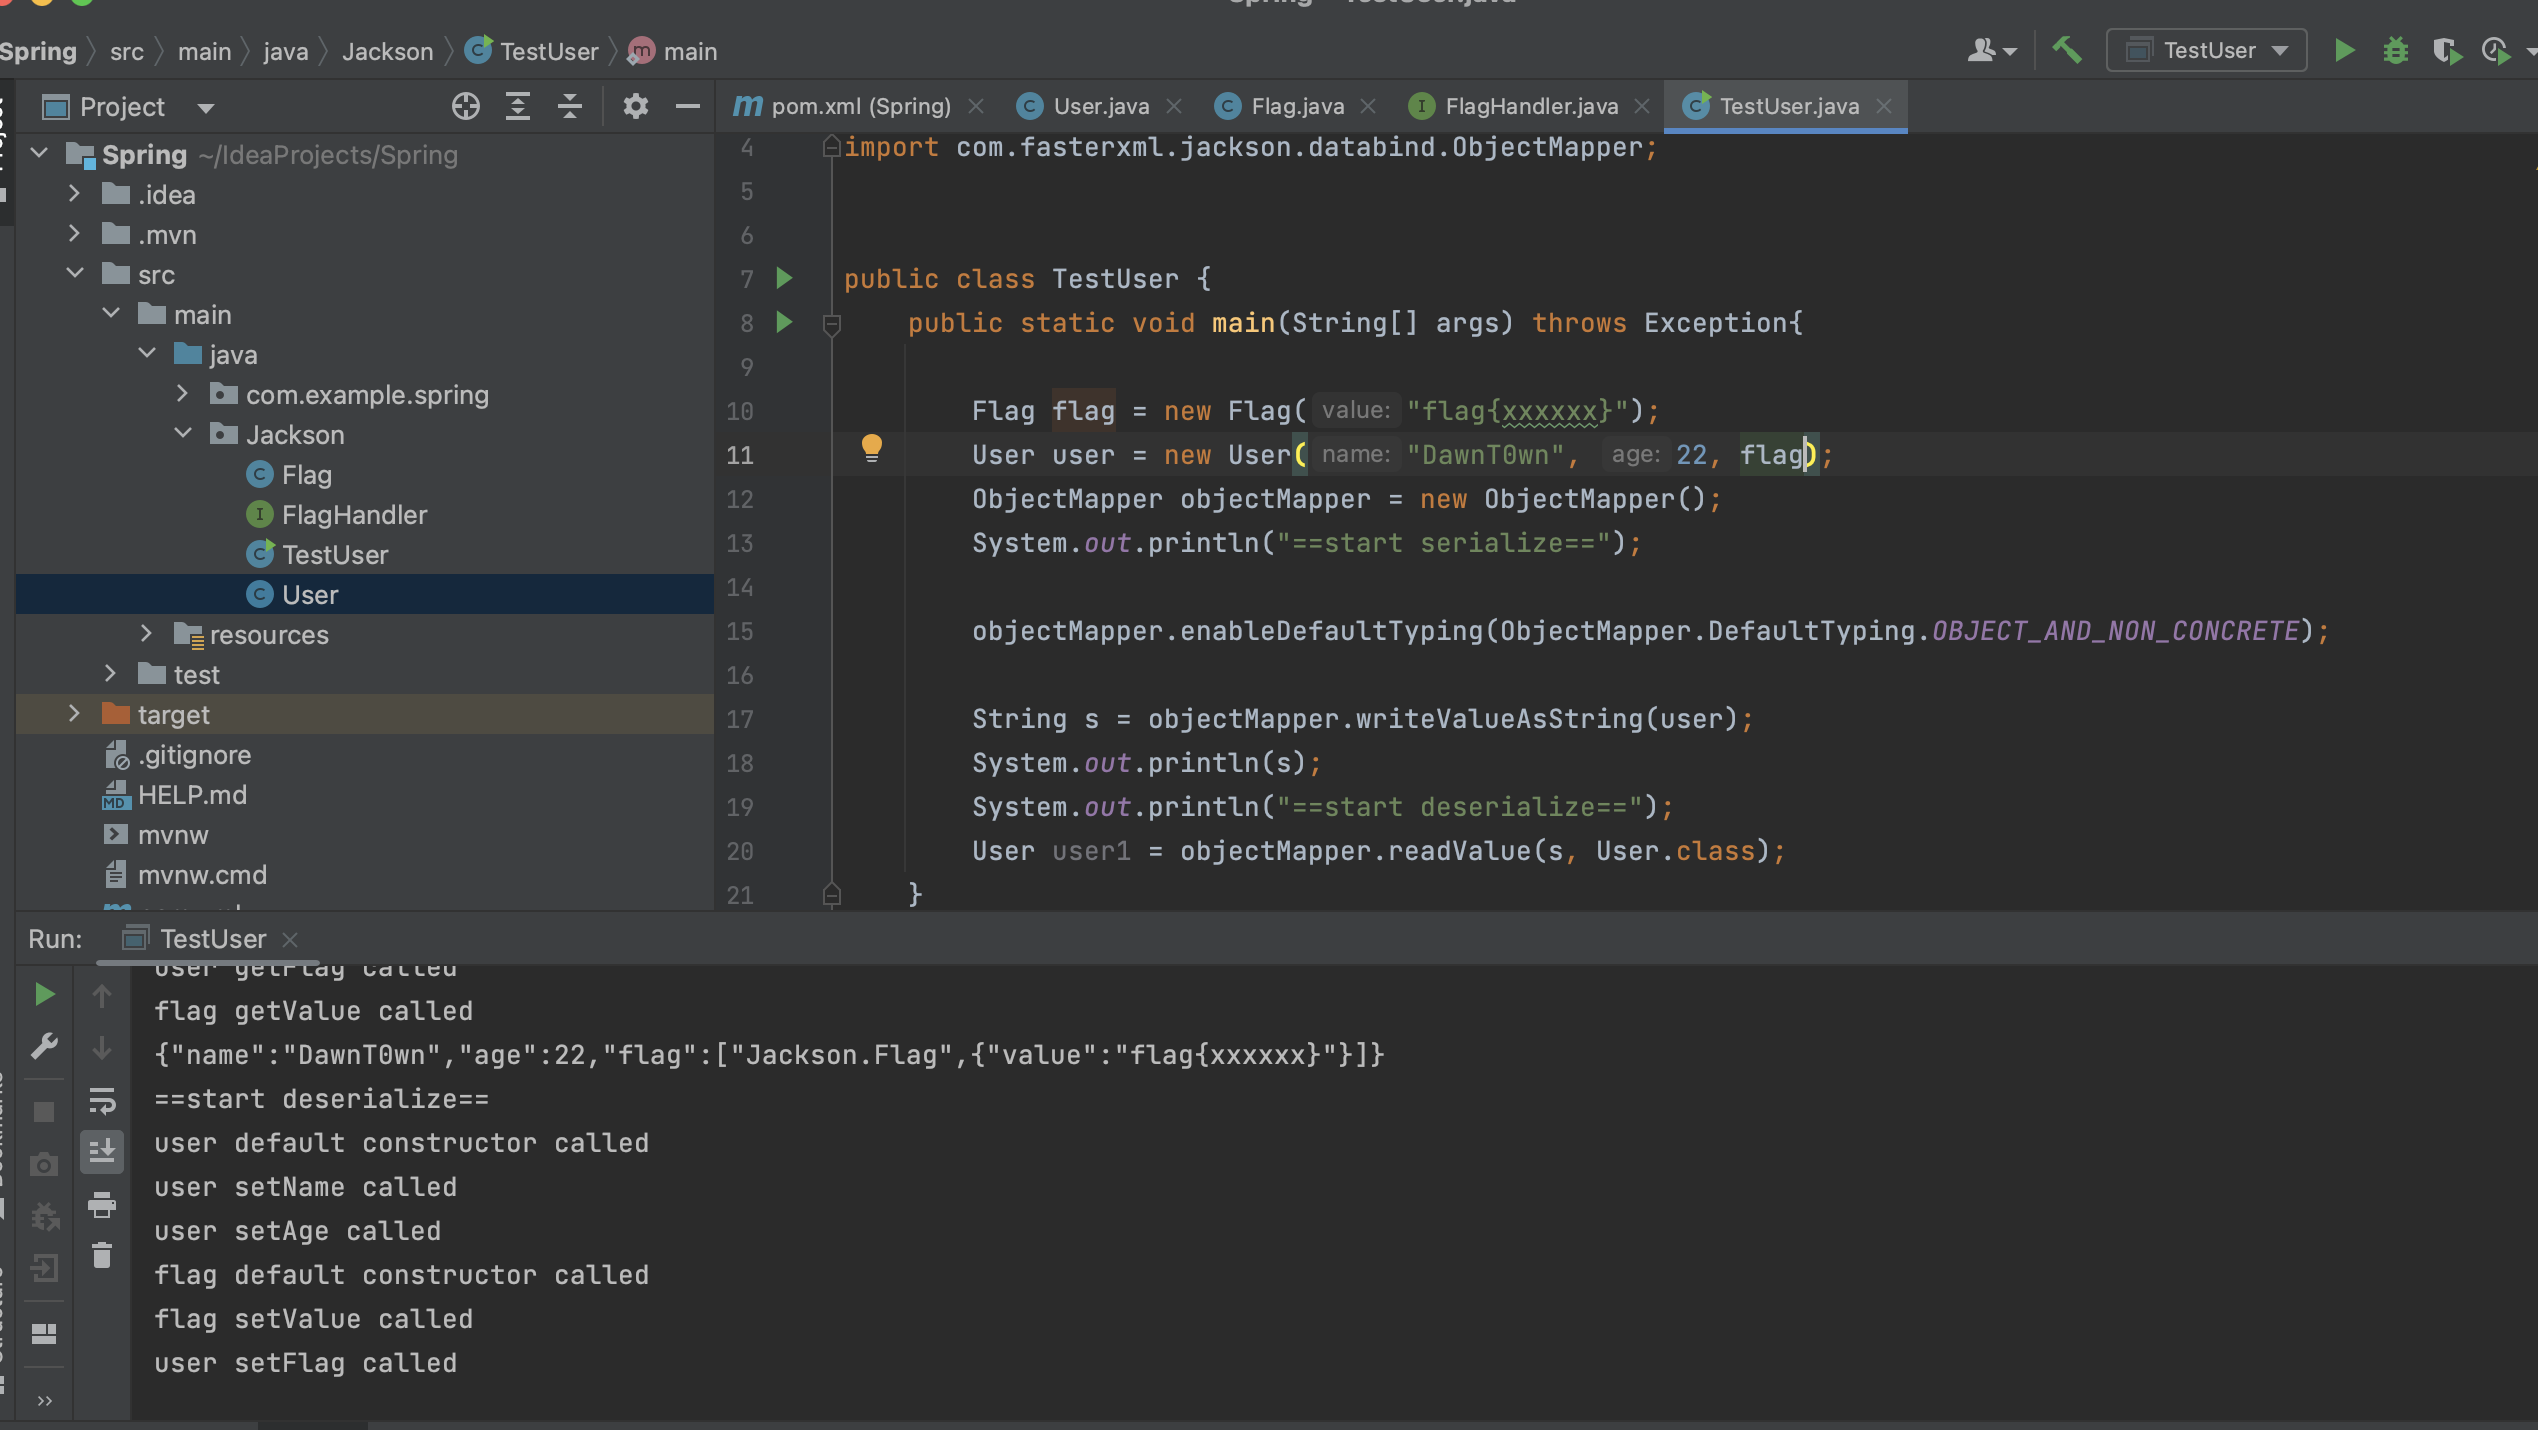 Spring src main java Jackson TestUser main
TestUser
Project
pom.xml (Spring) User.java Flag.java FlagHandler.java TestUser.java
Spring ~/IdeaProjects/Spring
.idea
.mvn
src
main
java
com.example.spring
Jackson
Flag
FlagHandler
TestUser
User
resources
test
target
.gitignore
HELP.md
mvnw
mvnw.cmd
4 import com.fasterxml.jackson.databind.ObjectMapper;
5
6
7 public class TestUser {
8 public static void main(String[] args) throws Exception{
9
10 Flag flag = new Flag( value: "flag{xxxxxx}");
11 User user = new User( name: "DawnT0wn", age: 22, flag);
12 ObjectMapper objectMapper = new ObjectMapper();
13 System.out.println("==start serialize==");
14
15 objectMapper.enableDefaultTyping(ObjectMapper.DefaultTyping.OBJECT_AND_NON_CONCRETE);
16
17 String s = objectMapper.writeValueAsString(user);
18 System.out.println(s);
19 System.out.println("==start deserialize==");
20 User user1 = objectMapper.readValue(s, User.class);
21 }
Run: TestUser
user getFlag called
flag getValue called
{"name":"DawnT0wn","age":22,"flag":["Jackson.Flag",{"value":"flag{xxxxxx}"}]}
==start deserialize==
user default constructor called
user setName called
user setAge called
flag default constructor called
flag setValue called
user setFlag called